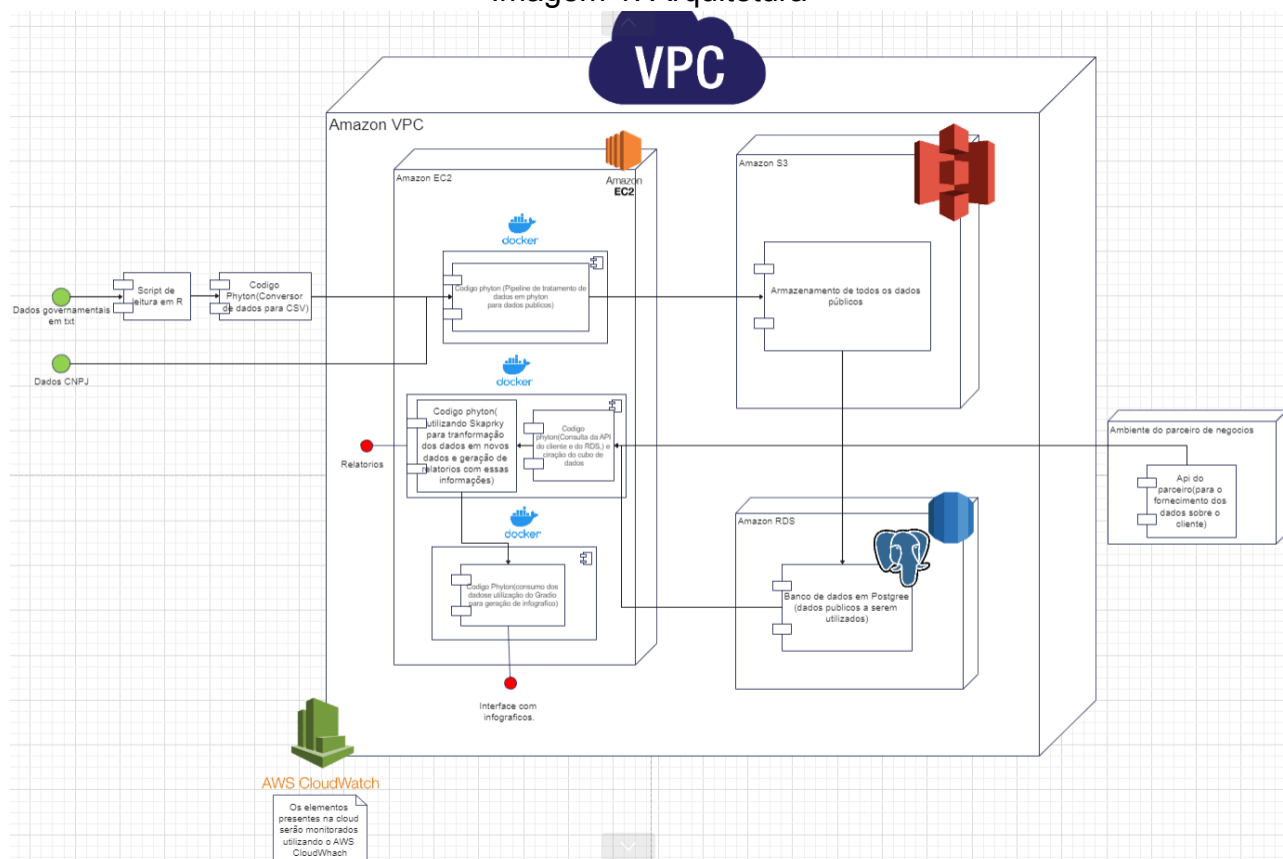 Imagem 1. Arquitetura
VPC
Amazon VPC
Amazon EC2
Amazon
EC2
docker
Codigo phyton (Pipeline de tratamento de
dados em phyton
para dados publicos)
Amazon S3
Armazenamento de todos os dados
públicos
Dados governamentais
em txt
Script de
leitura em R
Codigo
Phyton(Conversor
de dados para CSV)
Dados CNPJ
docker
Codigo phyton(
utilizando Skaprky
para tranformação
dos dados em novos
dados e geração de
relatorios com essas
informações)
Codigo
phyton(Consulta da API
do cliente e do RDS,) e
ciração do cubo de
dados
Relatorios
docker
Codigo Phyton(consumo dos
dadose utilização do Gradio
para geração de infografico)
Interface com
infograficos.
Amazon RDS
Banco de dados em Postgree
(dados publicos a serem
utilizados)
Ambiente do parceiro de negocios
Api do
parceiro(para o
fornecimento dos
dados sobre o
cliente)
AWS CloudWatch
Os elementos
presentes na cloud
serão monitorados
utilizando o AWS
CloudWhach